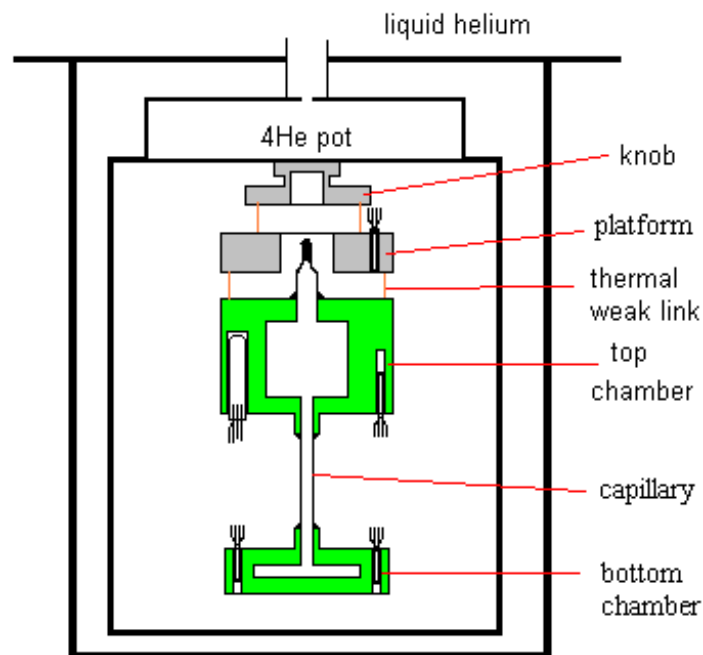 liquid helium
4He pot
knob
platform
thermal
weak link
top
chamber
capillary
bottom
chamber